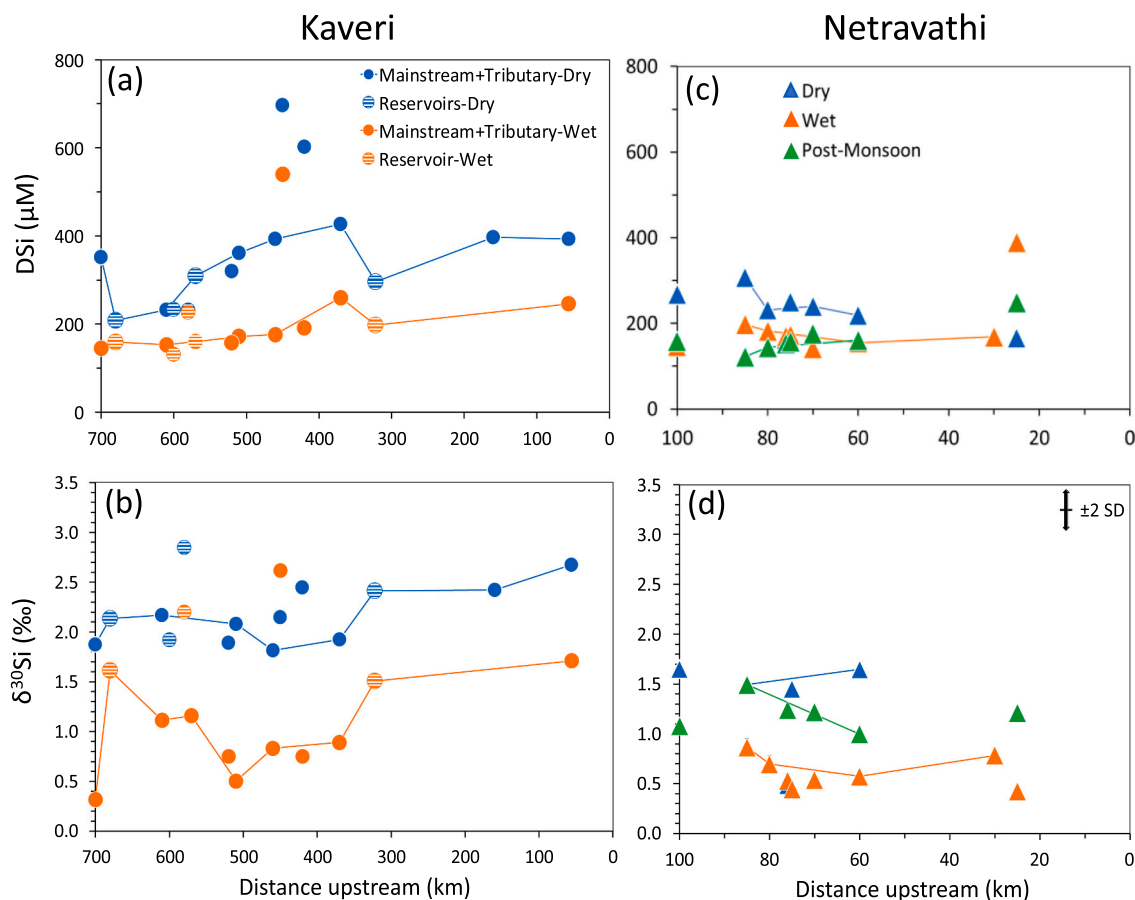 Kaveri
Netravathi
(a)
Mainstream+Tributary-Dry
Reservoirs-Dry
Mainstream+Tributary-Wet
Reservoir-Wet
DSi (µM)
800
600
400
200
0
700 600 500 400 300 200 100 0
(c)
Dry
Wet
Post-Monsoon
800
600
400
200
0
100 80 60 40 20 0
(b)
δ³⁰Si (‰)
3.5
3.0
2.5
2.0
1.5
1.0
0.5
0.0
700 600 500 400 300 200 100 0
Distance upstream (km)
(d)
±2 SD
3.5
3.0
2.5
2.0
1.5
1.0
0.5
0.0
100 80 60 40 20 0
Distance upstream (km)